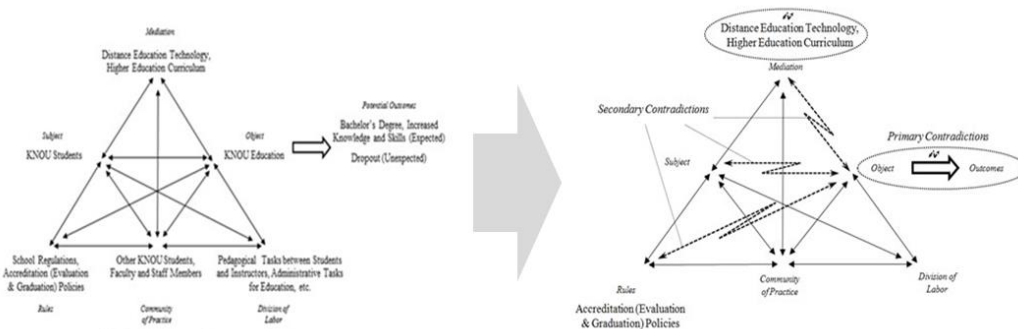 Mediation
Distance Education Technology,
Higher Education Curriculum
Subject
KNOU Students
Object
KNOU Education
Potential Outcomes
Bachelor's Degree, Increased
Knowledge and Skills (Expected)
Dropout (Unexpected)
School Regulations,
Accreditation (Evaluation
& Graduation) Policies
Rules
Other KNOU Students,
Faculty and Staff Members
Community
of Practice
Pedagogical Tasks between Students
and Instructors, Administrative Tasks
for Education, etc.
Division of
Labor
Distance Education Technology,
Higher Education Curriculum
Mediation
Secondary Contradictions
Primary Contradictions
Subject
Object
Outcomes
Rules
Accreditation (Evaluation
& Graduation) Policies
Community
of Practice
Division of
Labor